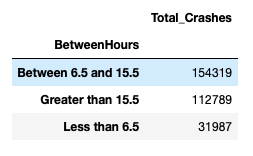 Total_Crashes
BetweenHours
Between 6.5 and 15.5 154319
Greater than 15.5 112789
Less than 6.5 31987